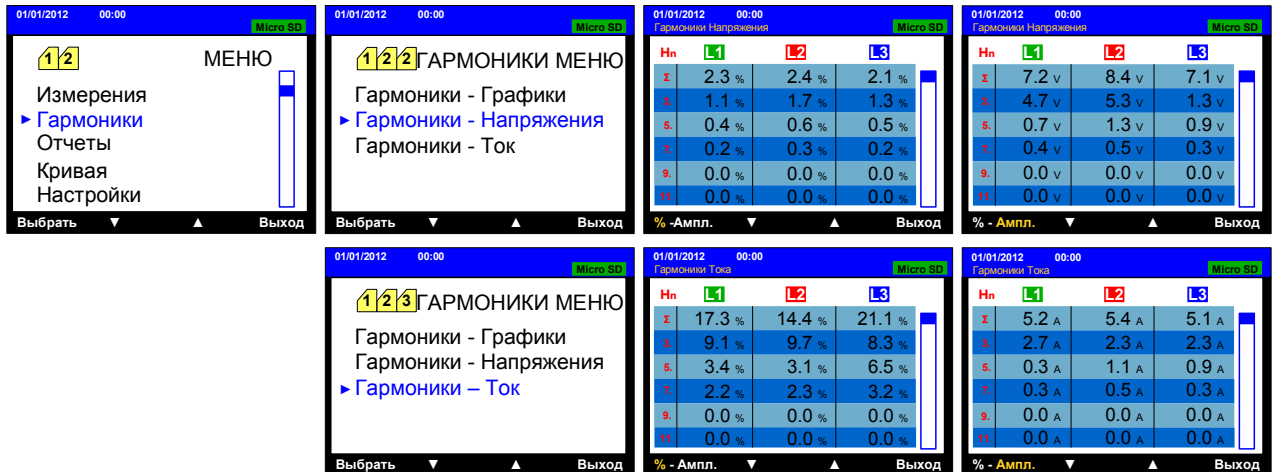 01/01/2012 00:00
Micro SD
1 2 МЕНЮ
Измерения
► Гармоники
Отчеты
Кривая
Настройки
Выбрать ▼ ▲ Выход
01/01/2012 00:00
Micro SD
1 2 2 ГАРМОНИКИ МЕНЮ
Гармоники - Графики
► Гармоники - Напряжения
Гармоники - Ток
Выбрать ▼ ▲ Выход
01/01/2012 00:00
Гармоники Напряжения Micro SD
Hn L1 L2 L3
Σ 2.3 % 2.4 % 2.1 %
3. 1.1 % 1.7 % 1.3 %
5. 0.4 % 0.6 % 0.5 %
7. 0.2 % 0.3 % 0.2 %
9. 0.0 % 0.0 % 0.0 %
11 0.0 % 0.0 % 0.0 %
% -Ампл. ▼ ▲ Выход
01/01/2012 00:00
Гармоники Напряжения Micro SD
Hn L1 L2 L3
Σ 7.2 V 8.4 V 7.1 V
3. 4.7 V 5.3 V 1.3 V
5. 0.7 V 1.3 V 0.9 V
7. 0.4 V 0.5 V 0.3 V
9. 0.0 V 0.0 V 0.0 V
11 0.0 V 0.0 V 0.0 V
% - Ампл. ▼ ▲ Выход
01/01/2012 00:00
Micro SD
1 2 3 ГАРМОНИКИ МЕНЮ
Гармоники - Графики
Гармоники - Напряжения
► Гармоники – Ток
Выбрать ▼ ▲ Выход
01/01/2012 00:00
Гармоники Тока Micro SD
Hn L1 L2 L3
Σ 17.3 % 14.4 % 21.1 %
3. 9.1 % 9.7 % 8.3 %
5. 3.4 % 3.1 % 6.5 %
7. 2.2 % 2.3 % 3.2 %
9. 0.0 % 0.0 % 0.0 %
11 0.0 % 0.0 % 0.0 %
% - Ампл. ▼ ▲ Выход
01/01/2012 00:00
Гармоники Тока Micro SD
Hn L1 L2 L3
Σ 5.2 A 5.4 A 5.1 A
3. 2.7 A 2.3 A 2.3 A
5. 0.3 A 1.1 A 0.9 A
7. 0.3 A 0.5 A 0.3 A
9. 0.0 A 0.0 A 0.0 A
11 0.0 A 0.0 A 0.0 A
% - Ампл. ▼ ▲ Выход